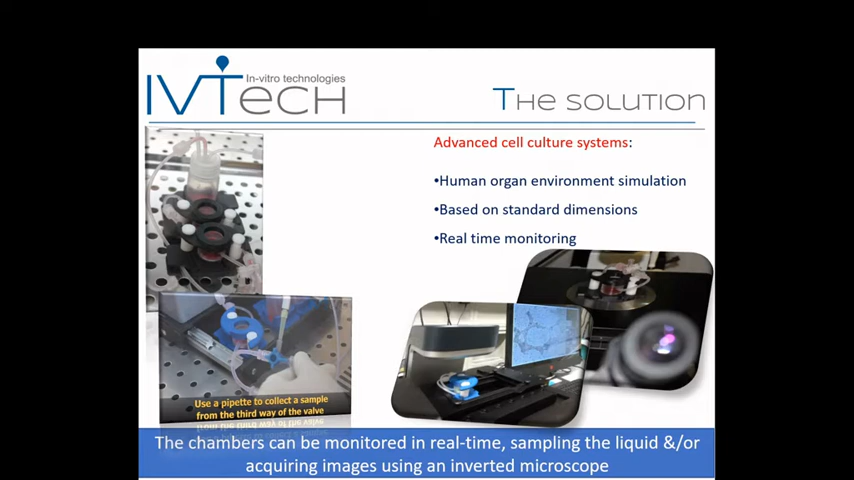 In-vitro technologies
IVTech
The solution
Advanced cell culture systems:
•Human organ environment simulation
•Based on standard dimensions
•Real time monitoring
Use a pipette to collect a sample
from the third way of the valve
The chambers can be monitored in real-time, sampling the liquid &/or
acquiring images using an inverted microscope